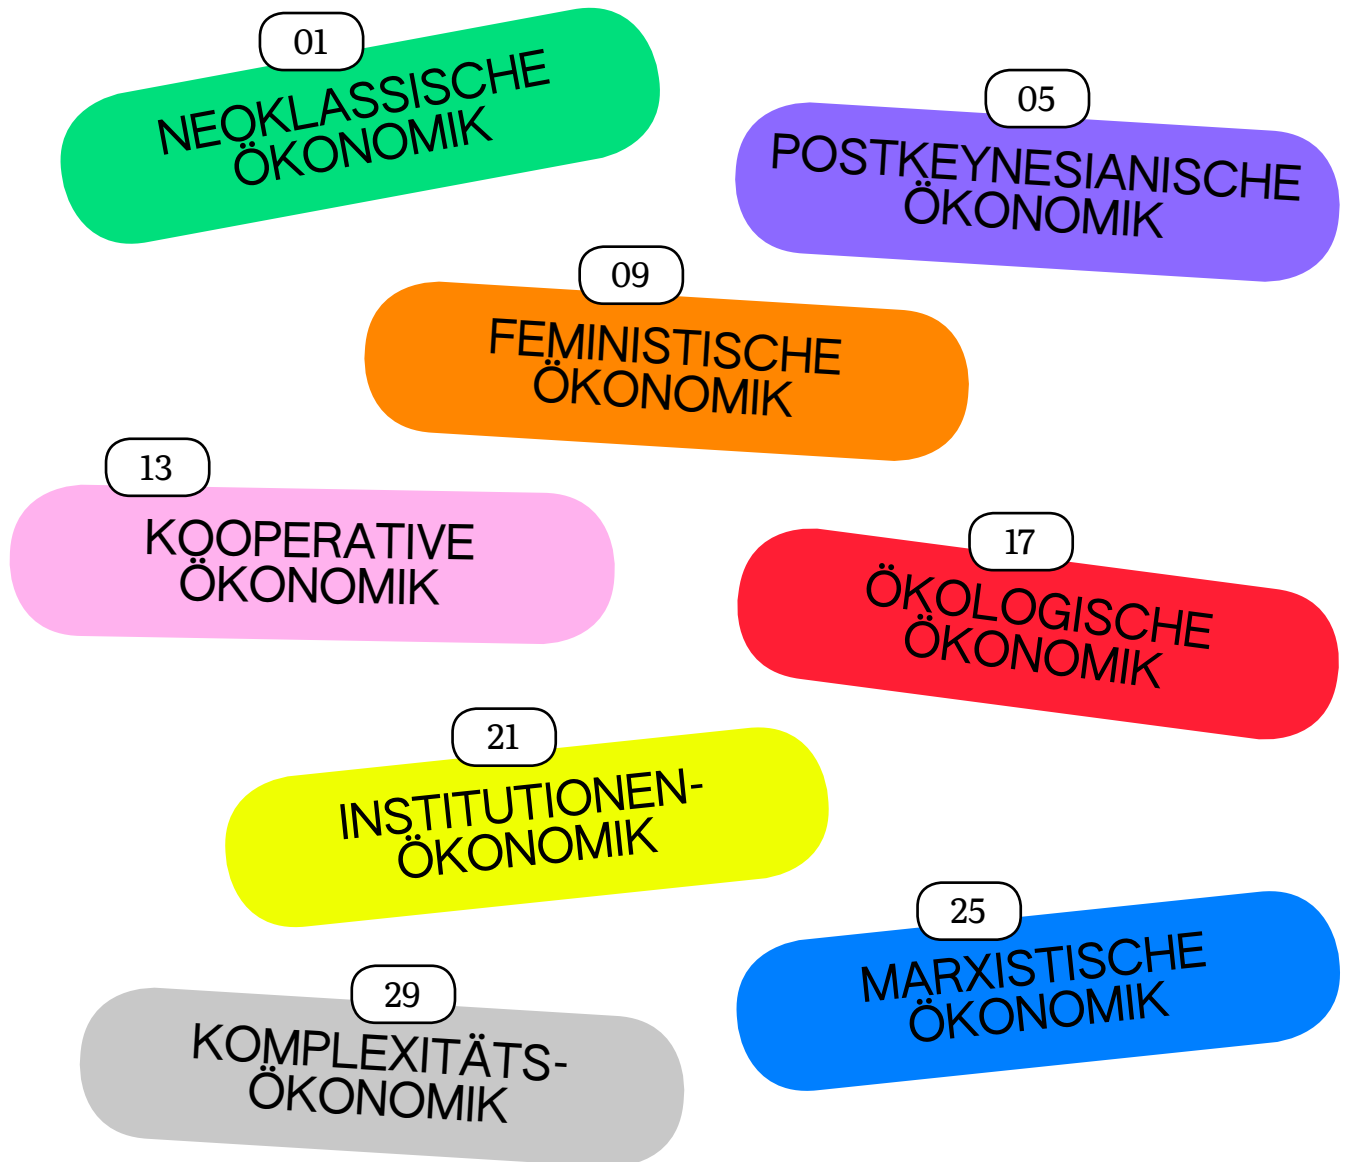 01
NEOKLASSISCHE
ÖKONOMIK
05
POSTKEYNESIANISCHE
ÖKONOMIK
09
FEMINISTISCHE
ÖKONOMIK
13
KOOPERATIVE
ÖKONOMIK
17
ÖKOLOGISCHE
ÖKONOMIK
21
INSTITUTIONEN-
ÖKONOMIK
25
MARXISTISCHE
ÖKONOMIK
29
KOMPLEXITÄTS-
ÖKONOMIK